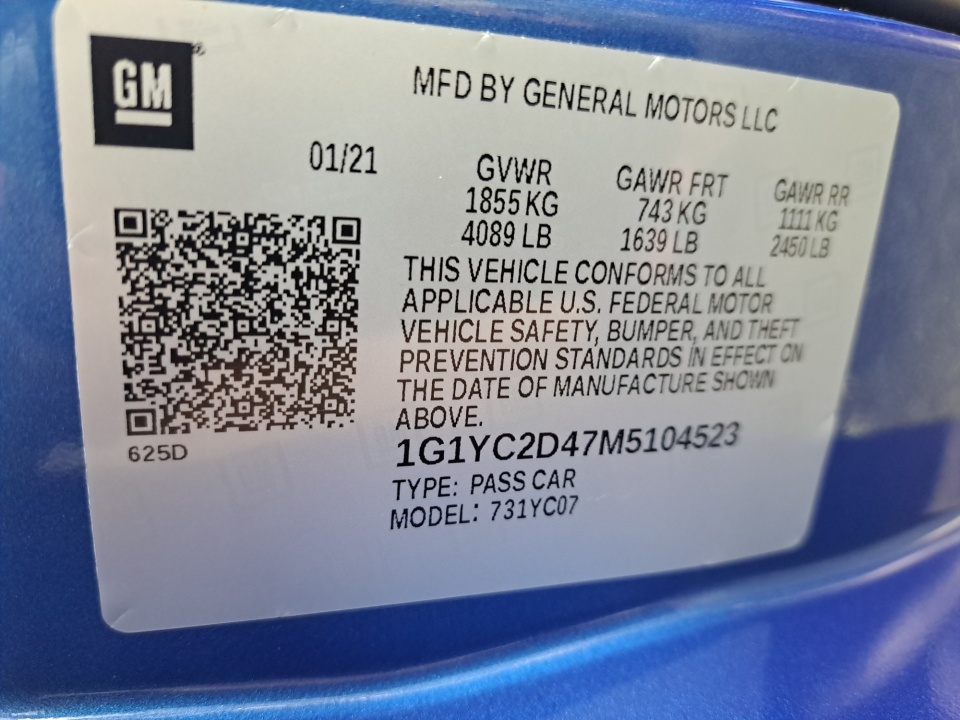 GM®
MFD BY GENERAL MOTORS LLC
01/21
GVWR
1855 KG
4089 LB
GAWR FRT
743 KG
1639 LB
GAWR RR
1111 KG
2450 LB
THIS VEHICLE CONFORMS TO ALL
APPLICABLE U.S. FEDERAL MOTOR
VEHICLE SAFETY, BUMPER, AND THEFT
PREVENTION STANDARDS IN EFFECT ON
THE DATE OF MANUFACTURE SHOWN
ABOVE.
625D
1G1YC2D47M5104523
TYPE: PASS CAR
MODEL: 731YC07